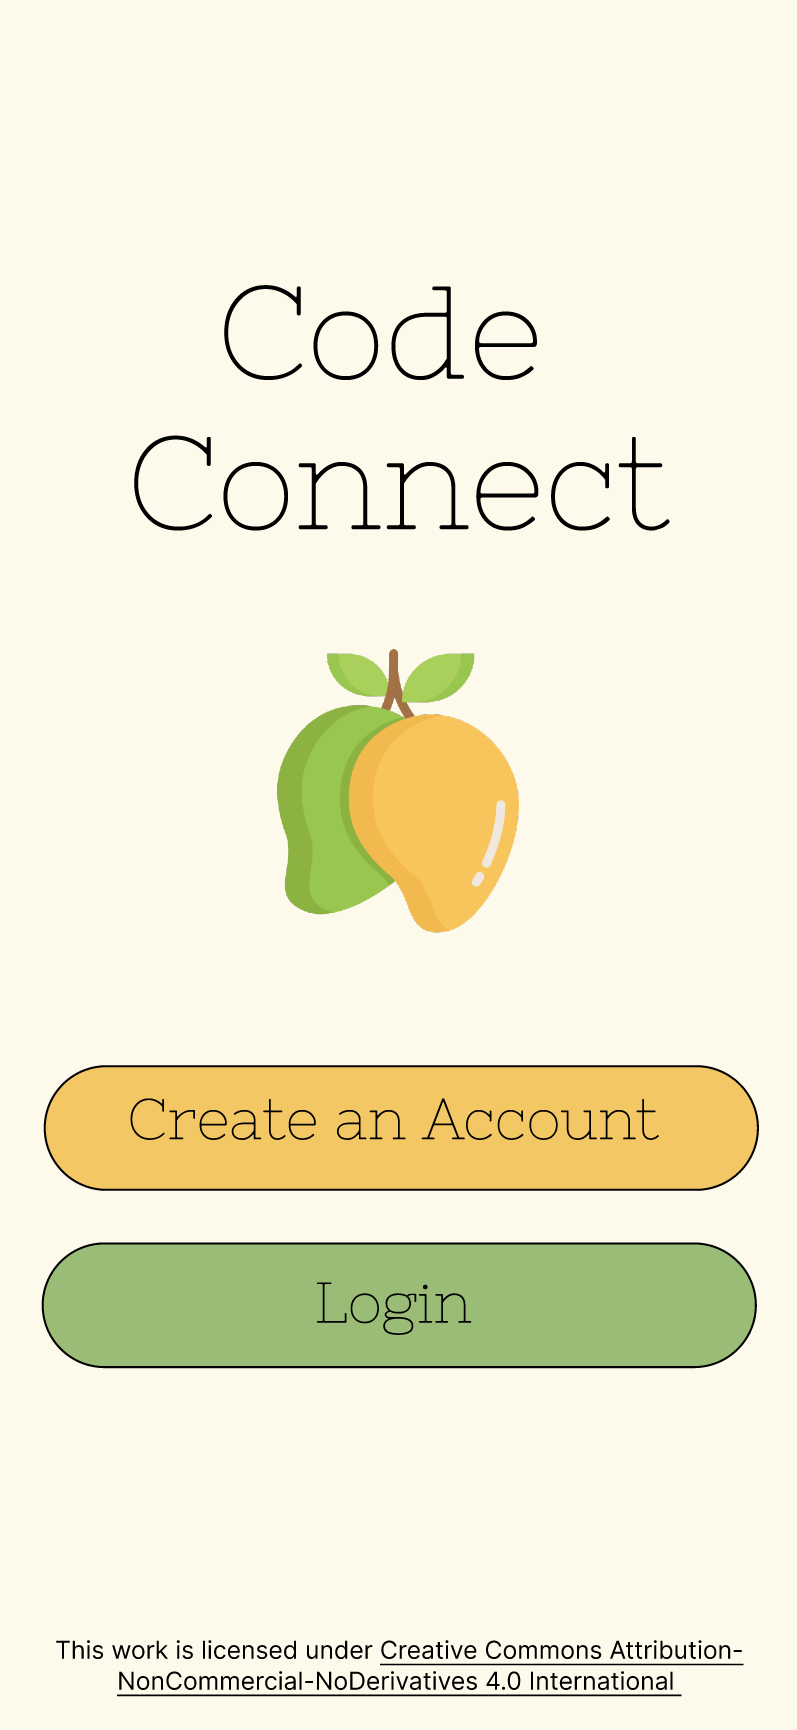 Code
Connect
Create an Account
Login
This work is licensed under Creative Commons Attribution-
NonCommercial-NoDerivatives 4.0 International